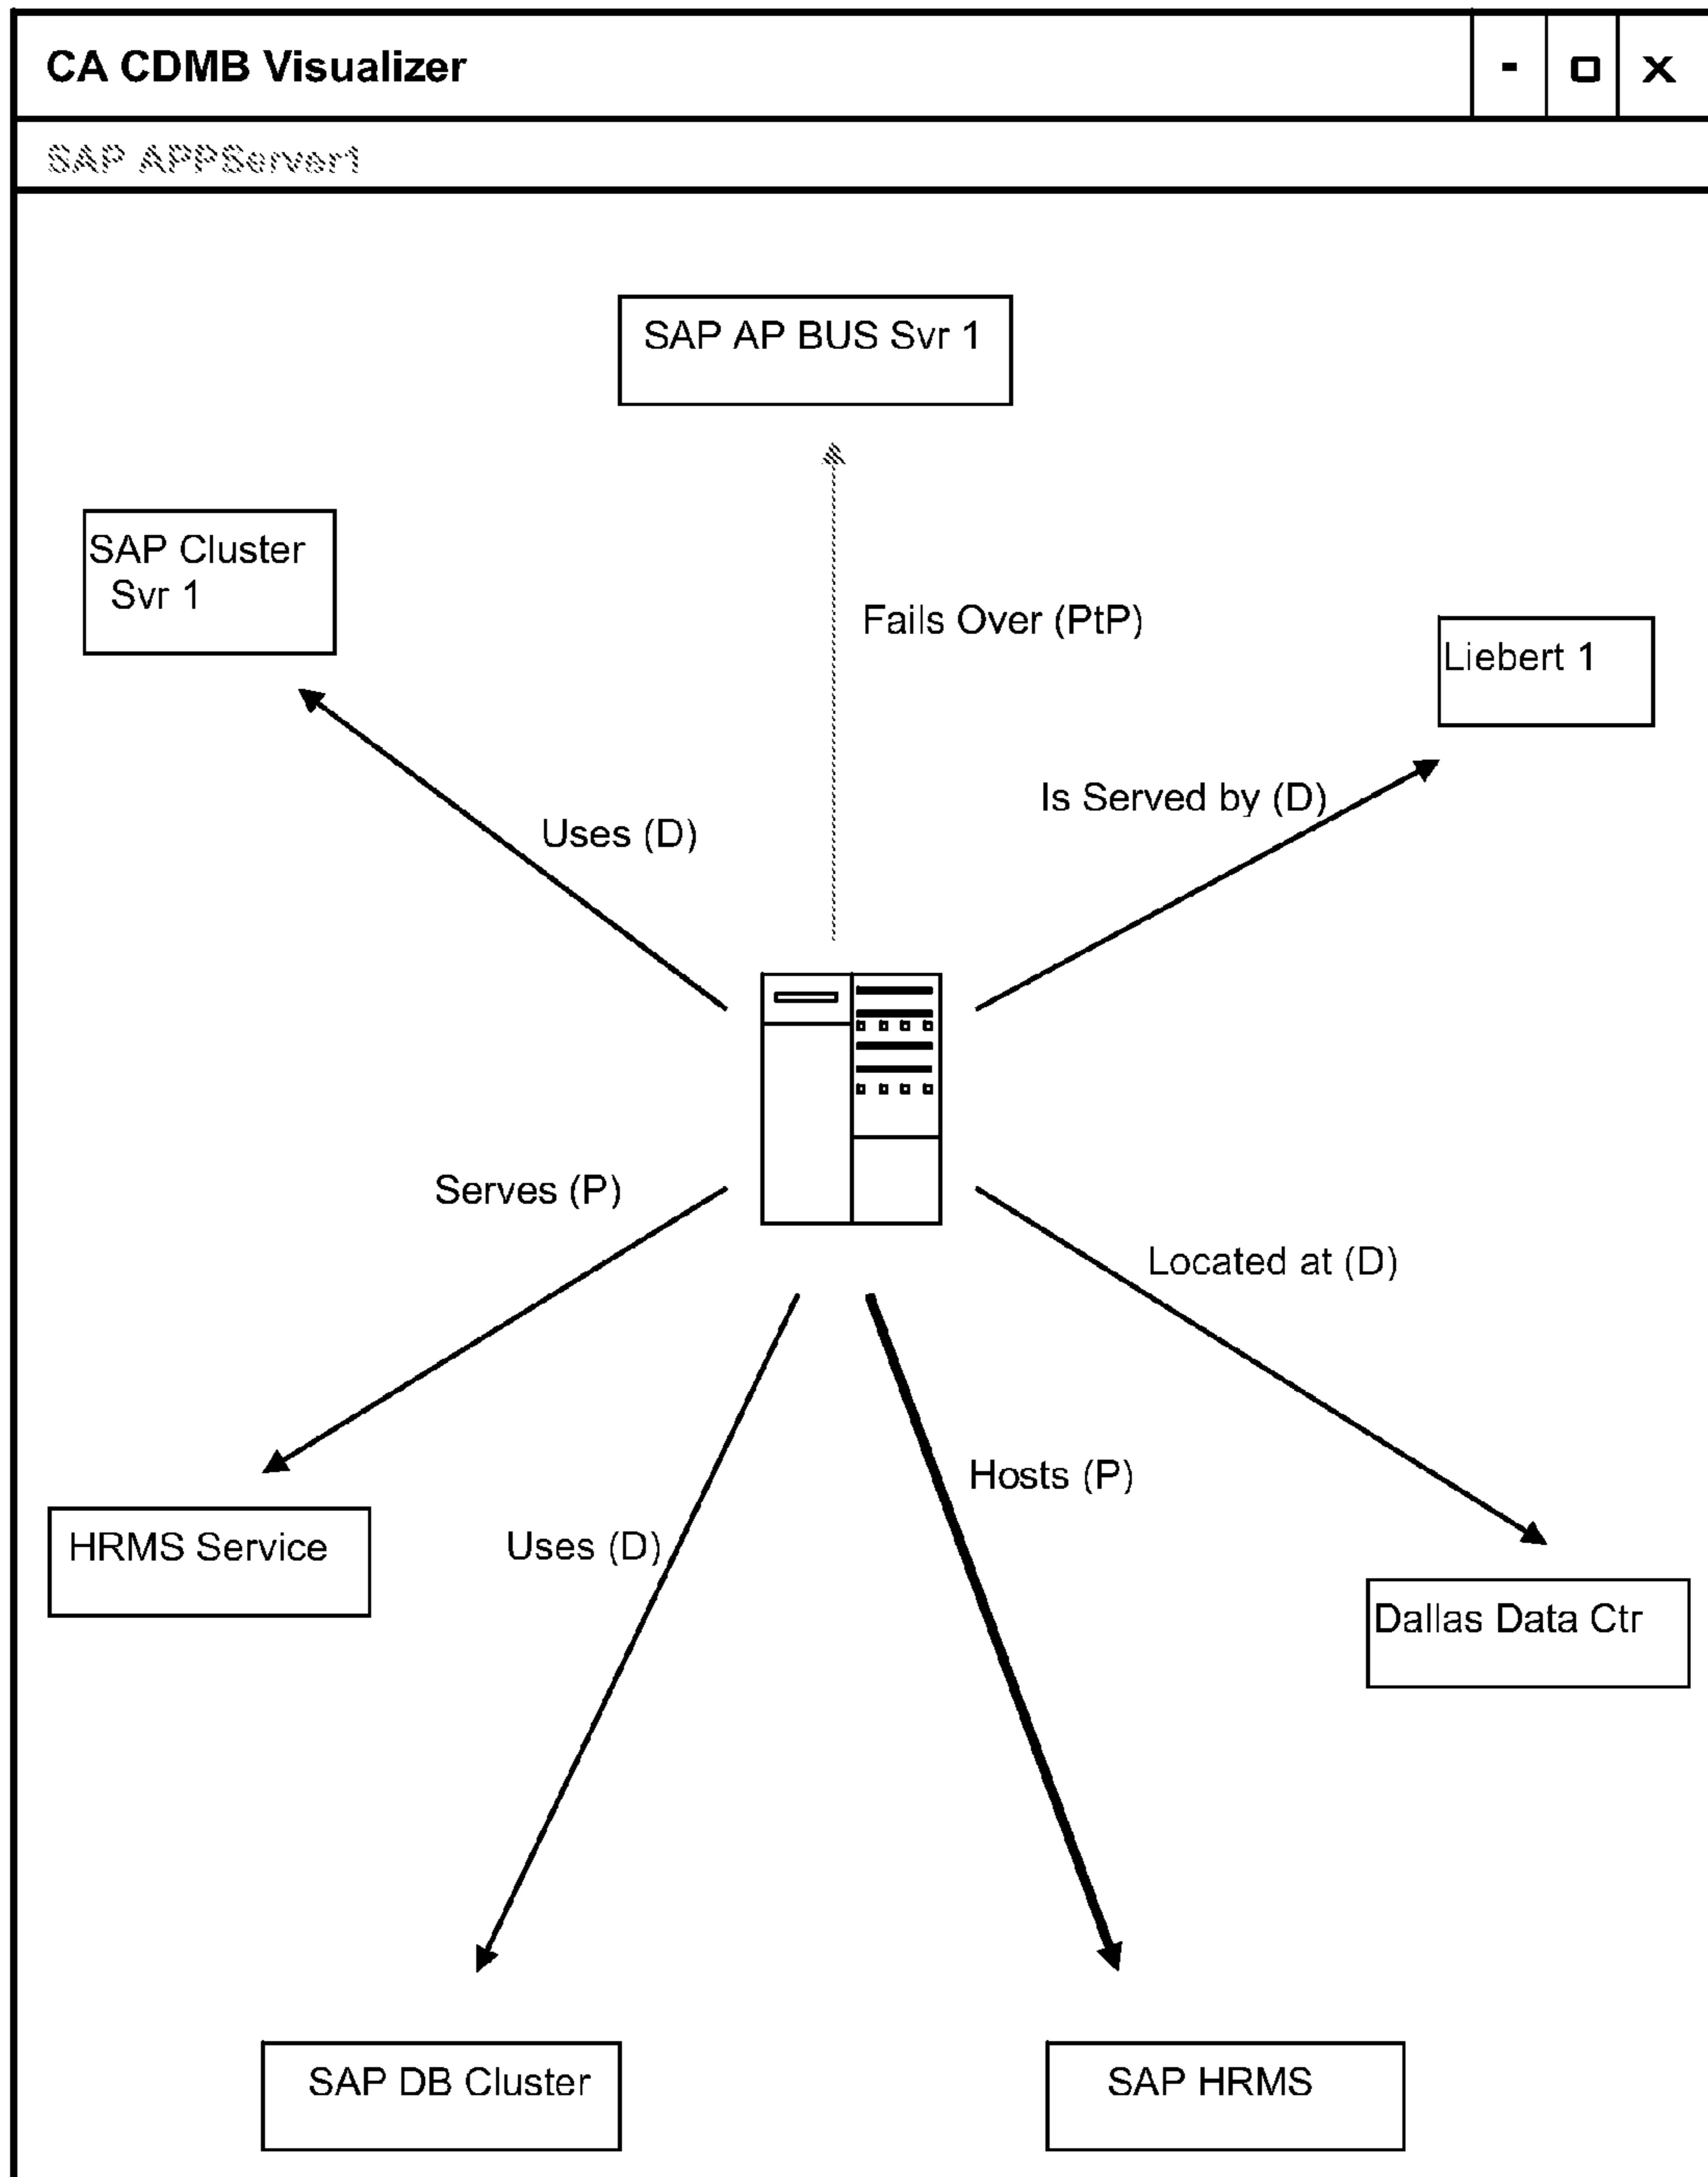 CA CDMB Visualizer
SAP APPServer1
SAP AP BUS Svr 1
SAP Cluster
Svr 1
Fails Over (PtP)
Liebert 1
Is Served by (D)
Uses (D)
Serves (P)
Located at (D)
Hosts (P)
HRMS Service
Uses (D)
Dallas Data Ctr
SAP DB Cluster
SAP HRMS